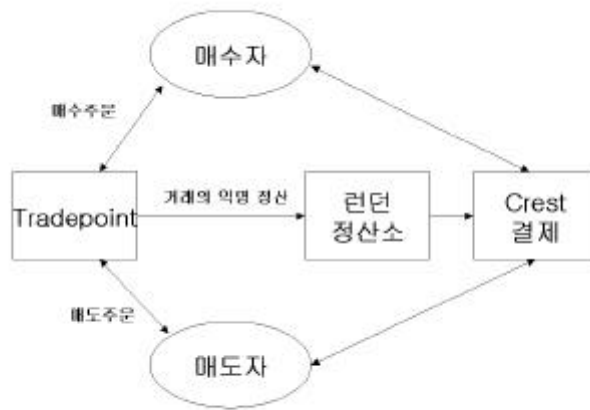 매수자
매수주문
Tradepoint
거래의 익명 정산
런던
정산소
Crest
결제
매도주문
매도자